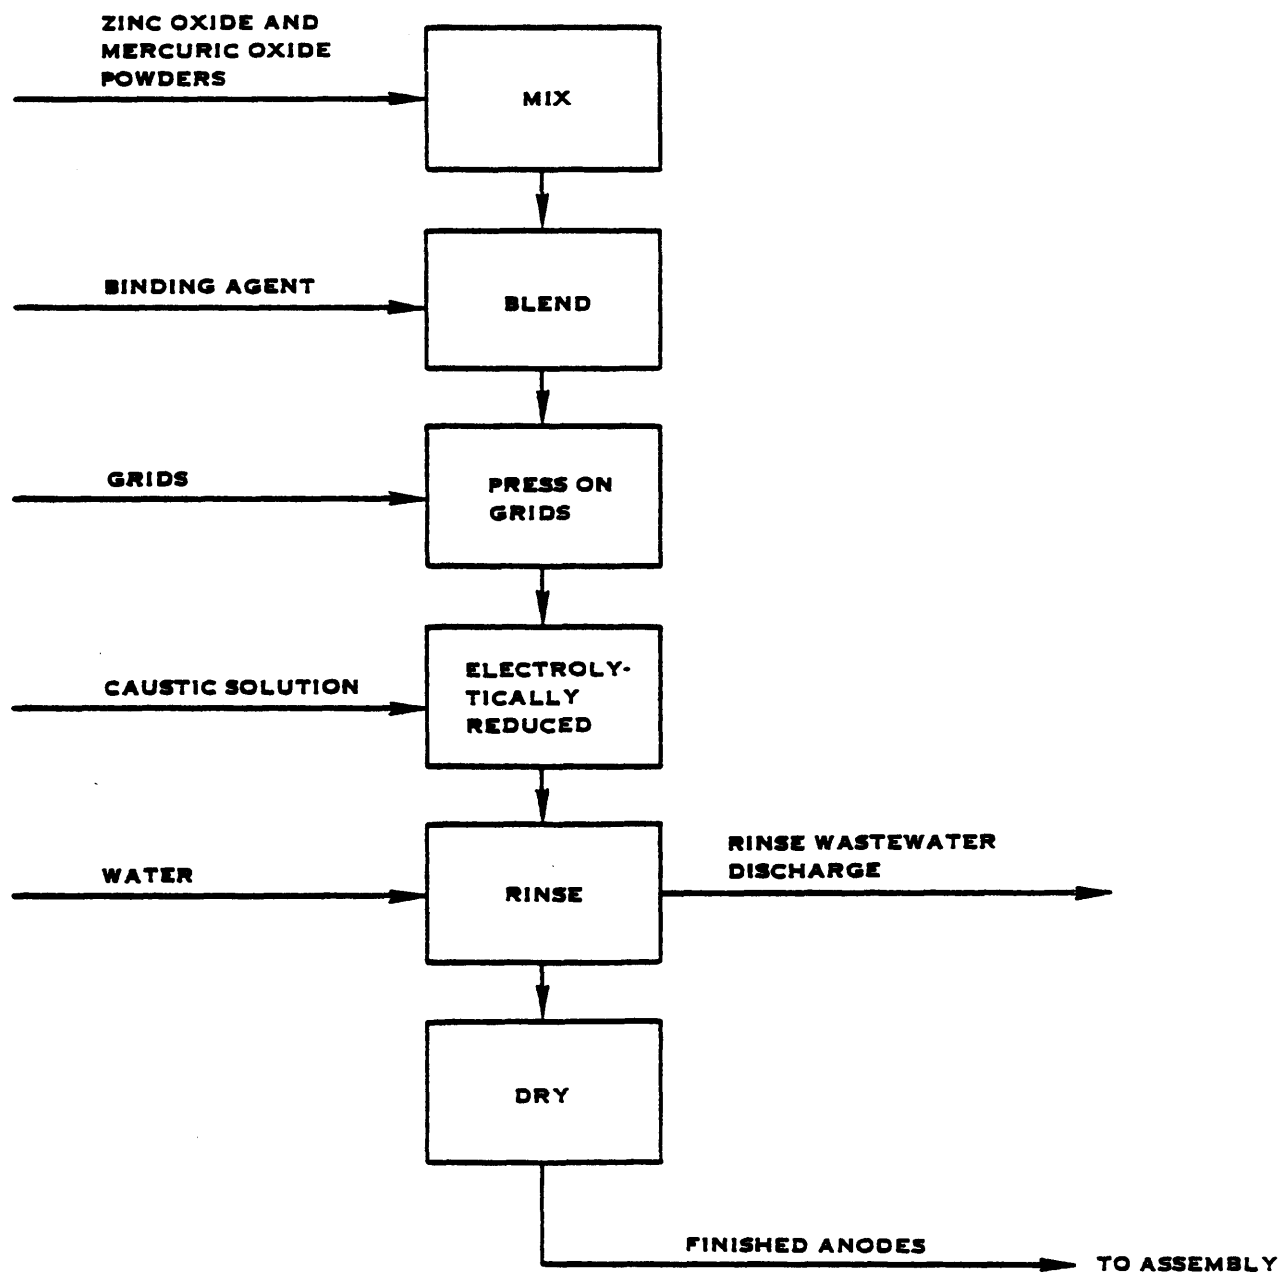 ZINC OXIDE AND
MERCURIC OXIDE
POWDERS
MIX
BINDING AGENT
BLEND
GRIDS
PRESS ON
GRIDS
CAUSTIC SOLUTION
ELECTROLY-
TICALLY
REDUCED
WATER
RINSE
RINSE WASTEWATER
DISCHARGE
DRY
FINISHED ANODES
TO ASSEMBLY